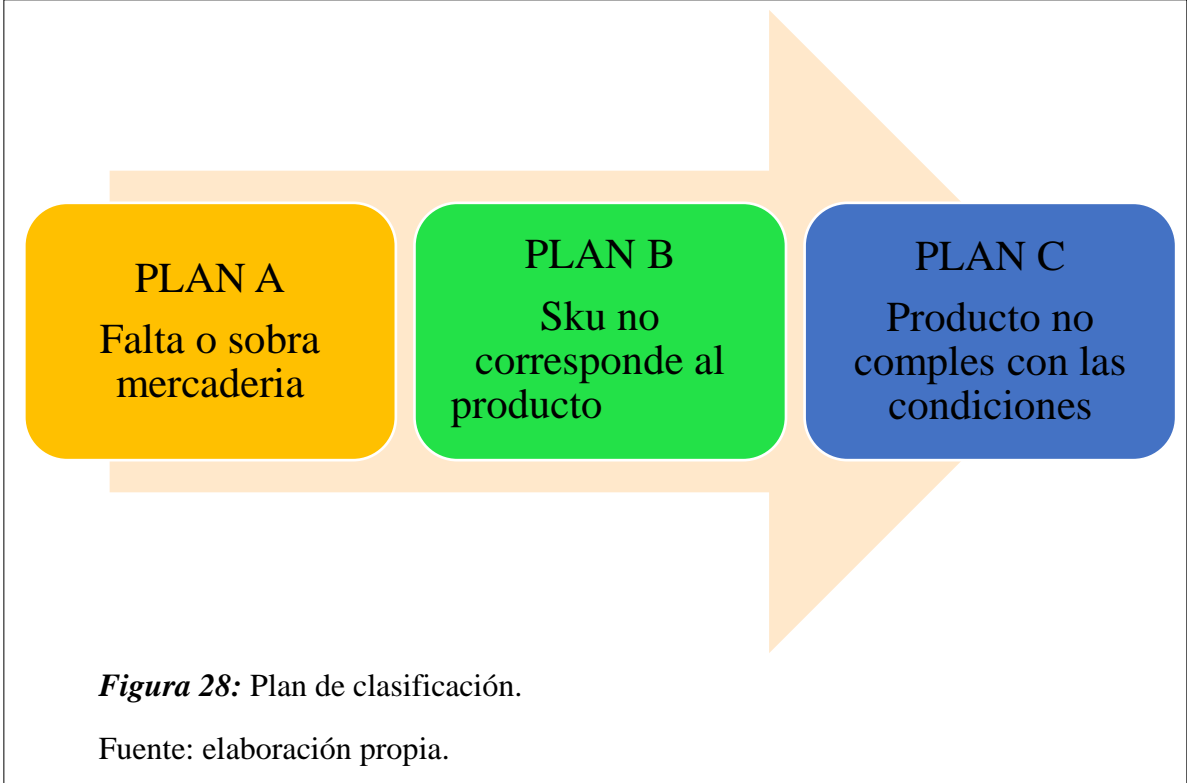 PLAN A
Falta o sobra
mercaderia
PLAN B
Sku no
corresponde al
producto
PLAN C
Producto no
comples con las
condiciones
Figura 28: Plan de clasificación.
Fuente: elaboración propia.